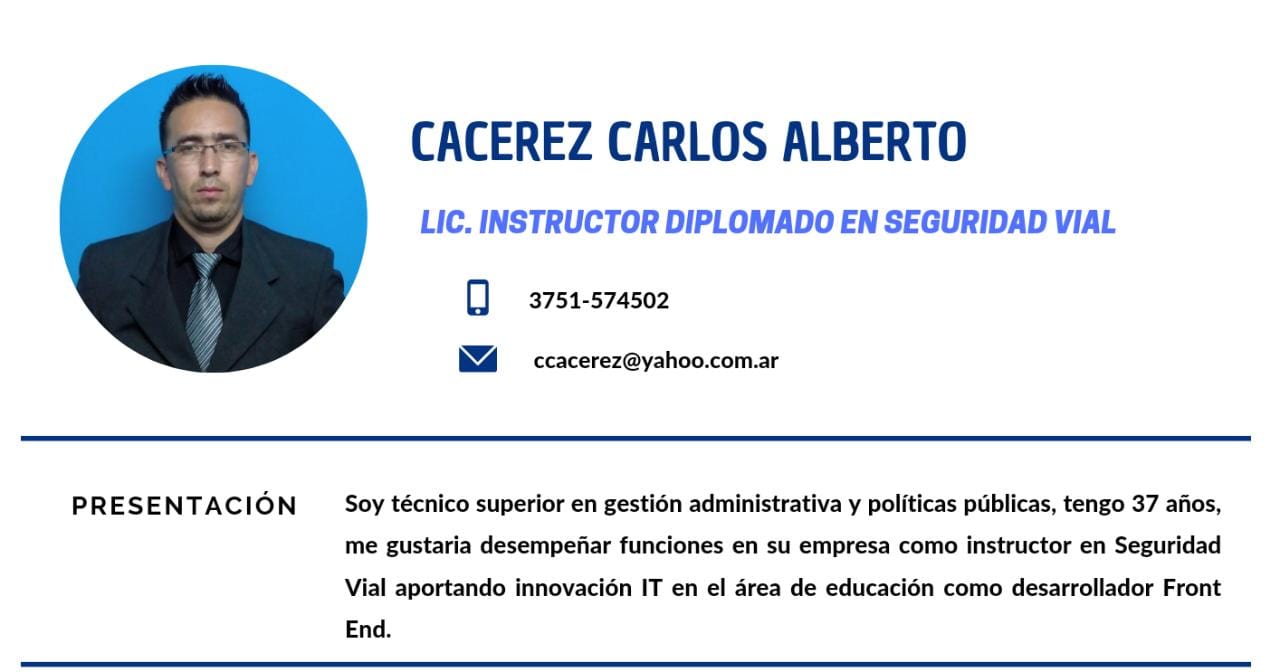 CACEREZ CARLOS ALBERTO
LIC. INSTRUCTOR DIPLOMADO EN SEGURIDAD VIAL
3751-574502
ccacerez@yahoo.com.ar
PRESENTACIÓN
Soy técnico superior en gestión administrativa y políticas públicas, tengo 37 años,
me gustaria desempeñar funciones en su empresa como instructor en Seguridad
Vial aportando innovación IT en el área de educación como desarrollador Front
End.